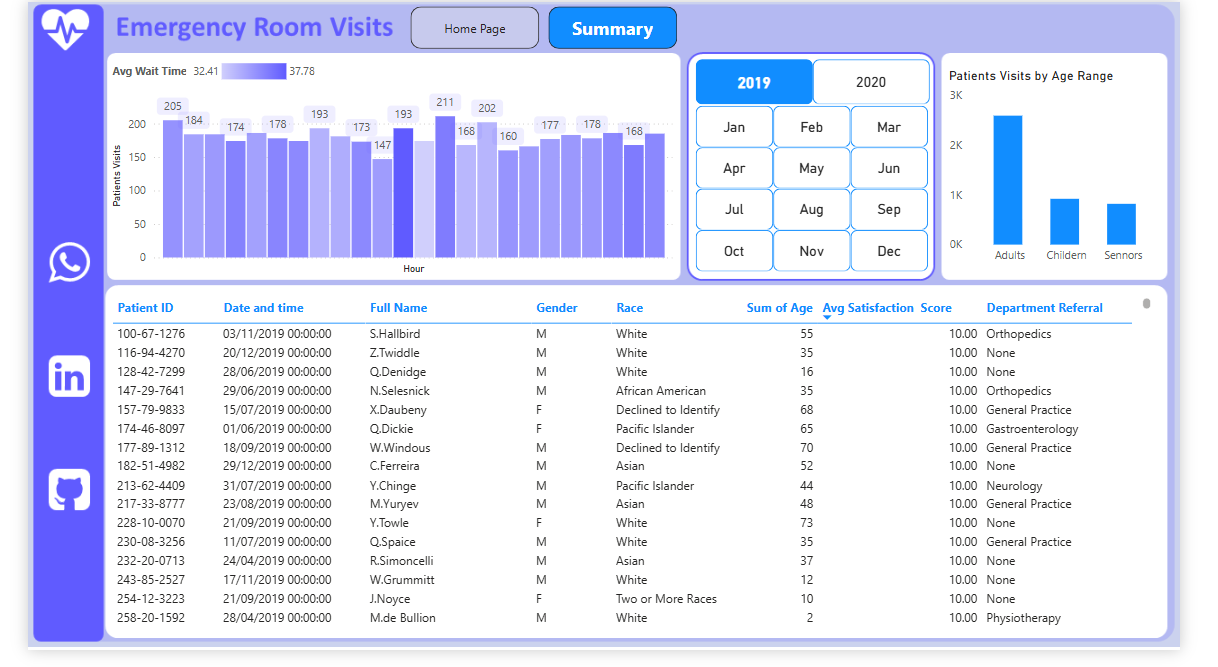 Emergency Room Visits
Home Page
Summary
Avg Wait Time 32.41 37.78
205
184
174
178
193
173
147
193
211
168
202
160
177
178
168
200
150
100
50
0
Patients Visits
Hour
2019 2020
Jan Feb Mar
Apr May Jun
Jul Aug Sep
Oct Nov Dec
Patients Visits by Age Range
3K
2K
1K
0K
Adults Childern Sennors
Patient ID Date and time Full Name Gender Race Sum of Age Avg Satisfaction Score Department Referral
100-67-1276 03/11/2019 00:00:00 S.Hallbird M White 55 10.00 Orthopedics
116-94-4270 20/12/2019 00:00:00 Z.Twiddle M White 35 10.00 None
128-42-7299 28/06/2019 00:00:00 Q.Denidge M White 16 10.00 None
147-29-7641 29/06/2019 00:00:00 N.Selesnick M African American 35 10.00 Orthopedics
157-79-9833 15/07/2019 00:00:00 X.Daubeny F Declined to Identify 68 10.00 General Practice
174-46-8097 01/06/2019 00:00:00 Q.Dickie F Pacific Islander 65 10.00 Gastroenterology
177-89-1312 18/09/2019 00:00:00 W.Windous M Declined to Identify 70 10.00 General Practice
182-51-4982 29/12/2019 00:00:00 C.Ferreira M Asian 52 10.00 None
213-62-4409 31/07/2019 00:00:00 Y.Chinge M Pacific Islander 44 10.00 Neurology
217-33-8777 23/08/2019 00:00:00 M.Yuryev M Asian 48 10.00 General Practice
228-10-0070 21/09/2019 00:00:00 Y.Towle F White 73 10.00 None
230-08-3256 11/07/2019 00:00:00 Q.Spaice M White 35 10.00 General Practice
232-20-0713 24/04/2019 00:00:00 R.Simoncelli M Asian 37 10.00 None
243-85-2527 17/11/2019 00:00:00 W.Grummitt M White 12 10.00 None
254-12-3223 21/09/2019 00:00:00 J.Noyce F Two or More Races 10 10.00 None
258-20-1592 28/04/2019 00:00:00 M.de Bullion M White 2 10.00 Physiotherapy